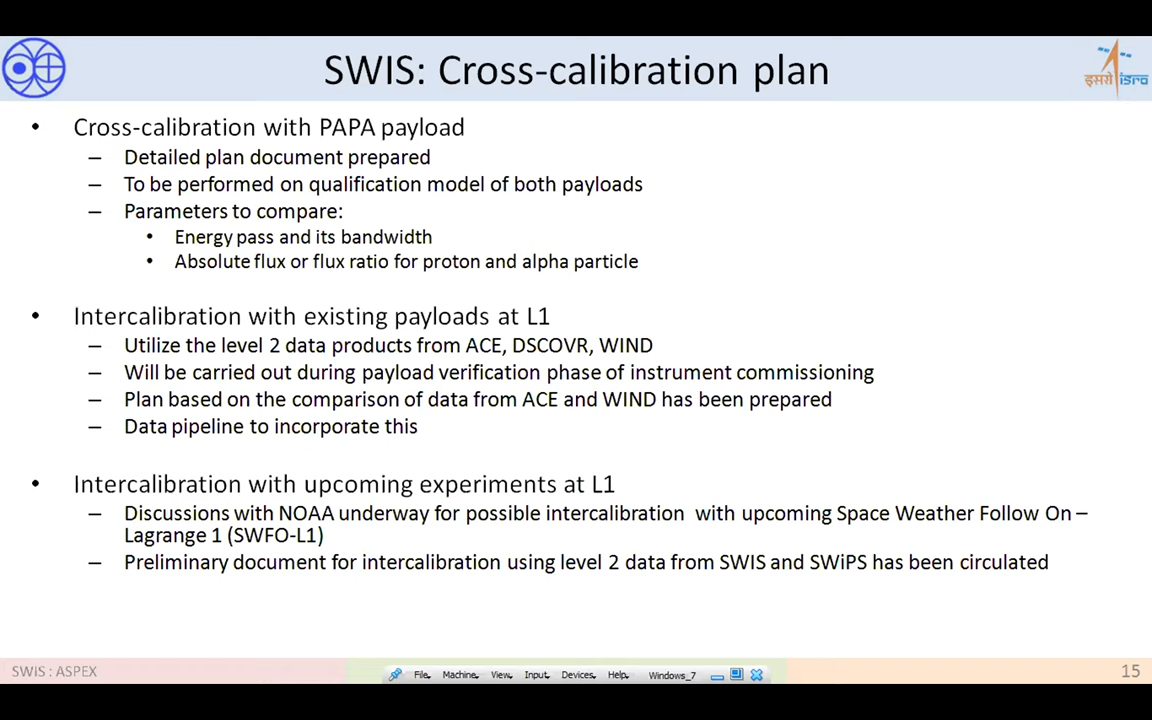 SWIS: Cross-calibration plan
इसरो isro
• Cross-calibration with PAPA payload
– Detailed plan document prepared
– To be performed on qualification model of both payloads
– Parameters to compare:
• Energy pass and its bandwidth
• Absolute flux or flux ratio for proton and alpha particle
• Intercalibration with existing payloads at L1
– Utilize the level 2 data products from ACE, DSCOVR, WIND
– Will be carried out during payload verification phase of instrument commissioning
– Plan based on the comparison of data from ACE and WIND has been prepared
– Data pipeline to incorporate this
• Intercalibration with upcoming experiments at L1
– Discussions with NOAA underway for possible intercalibration with upcoming Space Weather Follow On –
Lagrange 1 (SWFO-L1)
– Preliminary document for intercalibration using level 2 data from SWIS and SWiPS has been circulated
SWIS : ASPEX
File Machine View Input Devices Help Windows_7
15